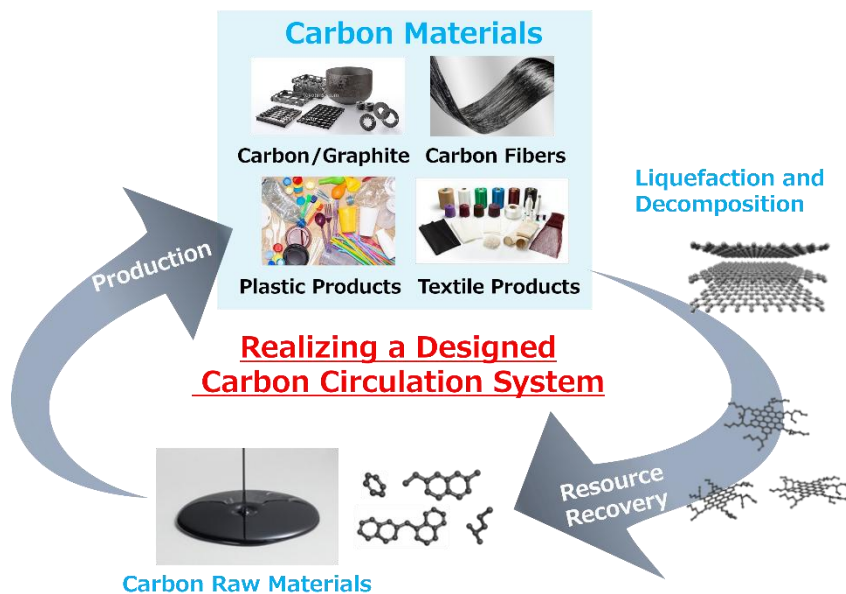 Carbon Materials
Carbon/Graphite
Carbon Fibers
Plastic Products
Textile Products
Liquefaction and
Decomposition
Production
Realizing a Designed
Carbon Circulation System
Resource
Recovery
Carbon Raw Materials